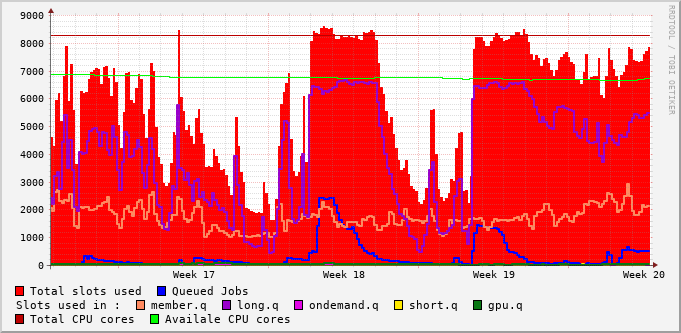 9000
8000
7000
6000
5000
4000
3000
2000
1000
0
Week 17 Week 18 Week 19 Week 20
RRDTOOL / TOBI OETIKER
Total slots used Queued Jobs
Slots used in : member.q long.q ondemand.q short.q gpu.q
Total CPU cores Availale CPU cores